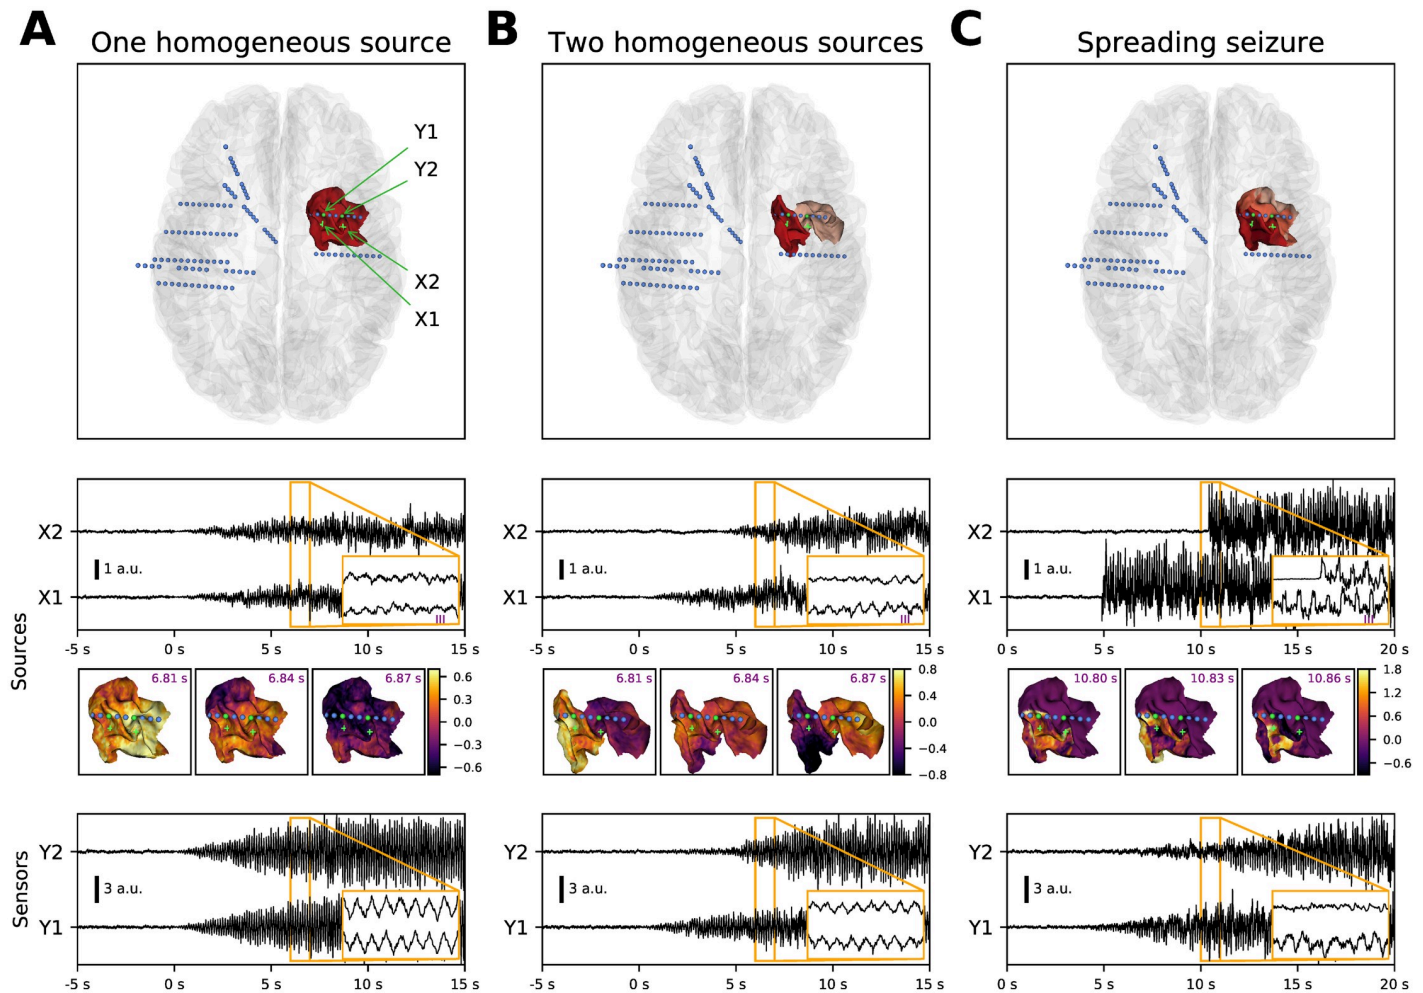 A One homogeneous source
B Two homogeneous sources
C Spreading seizure
Y1
Y2
X2
X1
Sources
X2
1 a.u.
X1
-5 s 0 s 5 s 10 s 15 s
X2
1 a.u.
X1
-5 s 0 s 5 s 10 s 15 s
X2
1 a.u.
X1
0 s 5 s 10 s 15 s 20 s
6.81 s 6.84 s 6.87 s
0.6
0.3
0.0
−0.3
−0.6
6.81 s 6.84 s 6.87 s
0.8
0.4
0.0
−0.4
−0.8
10.80 s 10.83 s 10.86 s
1.8
1.2
0.6
0.0
−0.6
Sensors
Y2
3 a.u.
Y1
-5 s 0 s 5 s 10 s 15 s
Y2
3 a.u.
Y1
-5 s 0 s 5 s 10 s 15 s
Y2
3 a.u.
Y1
0 s 5 s 10 s 15 s 20 s